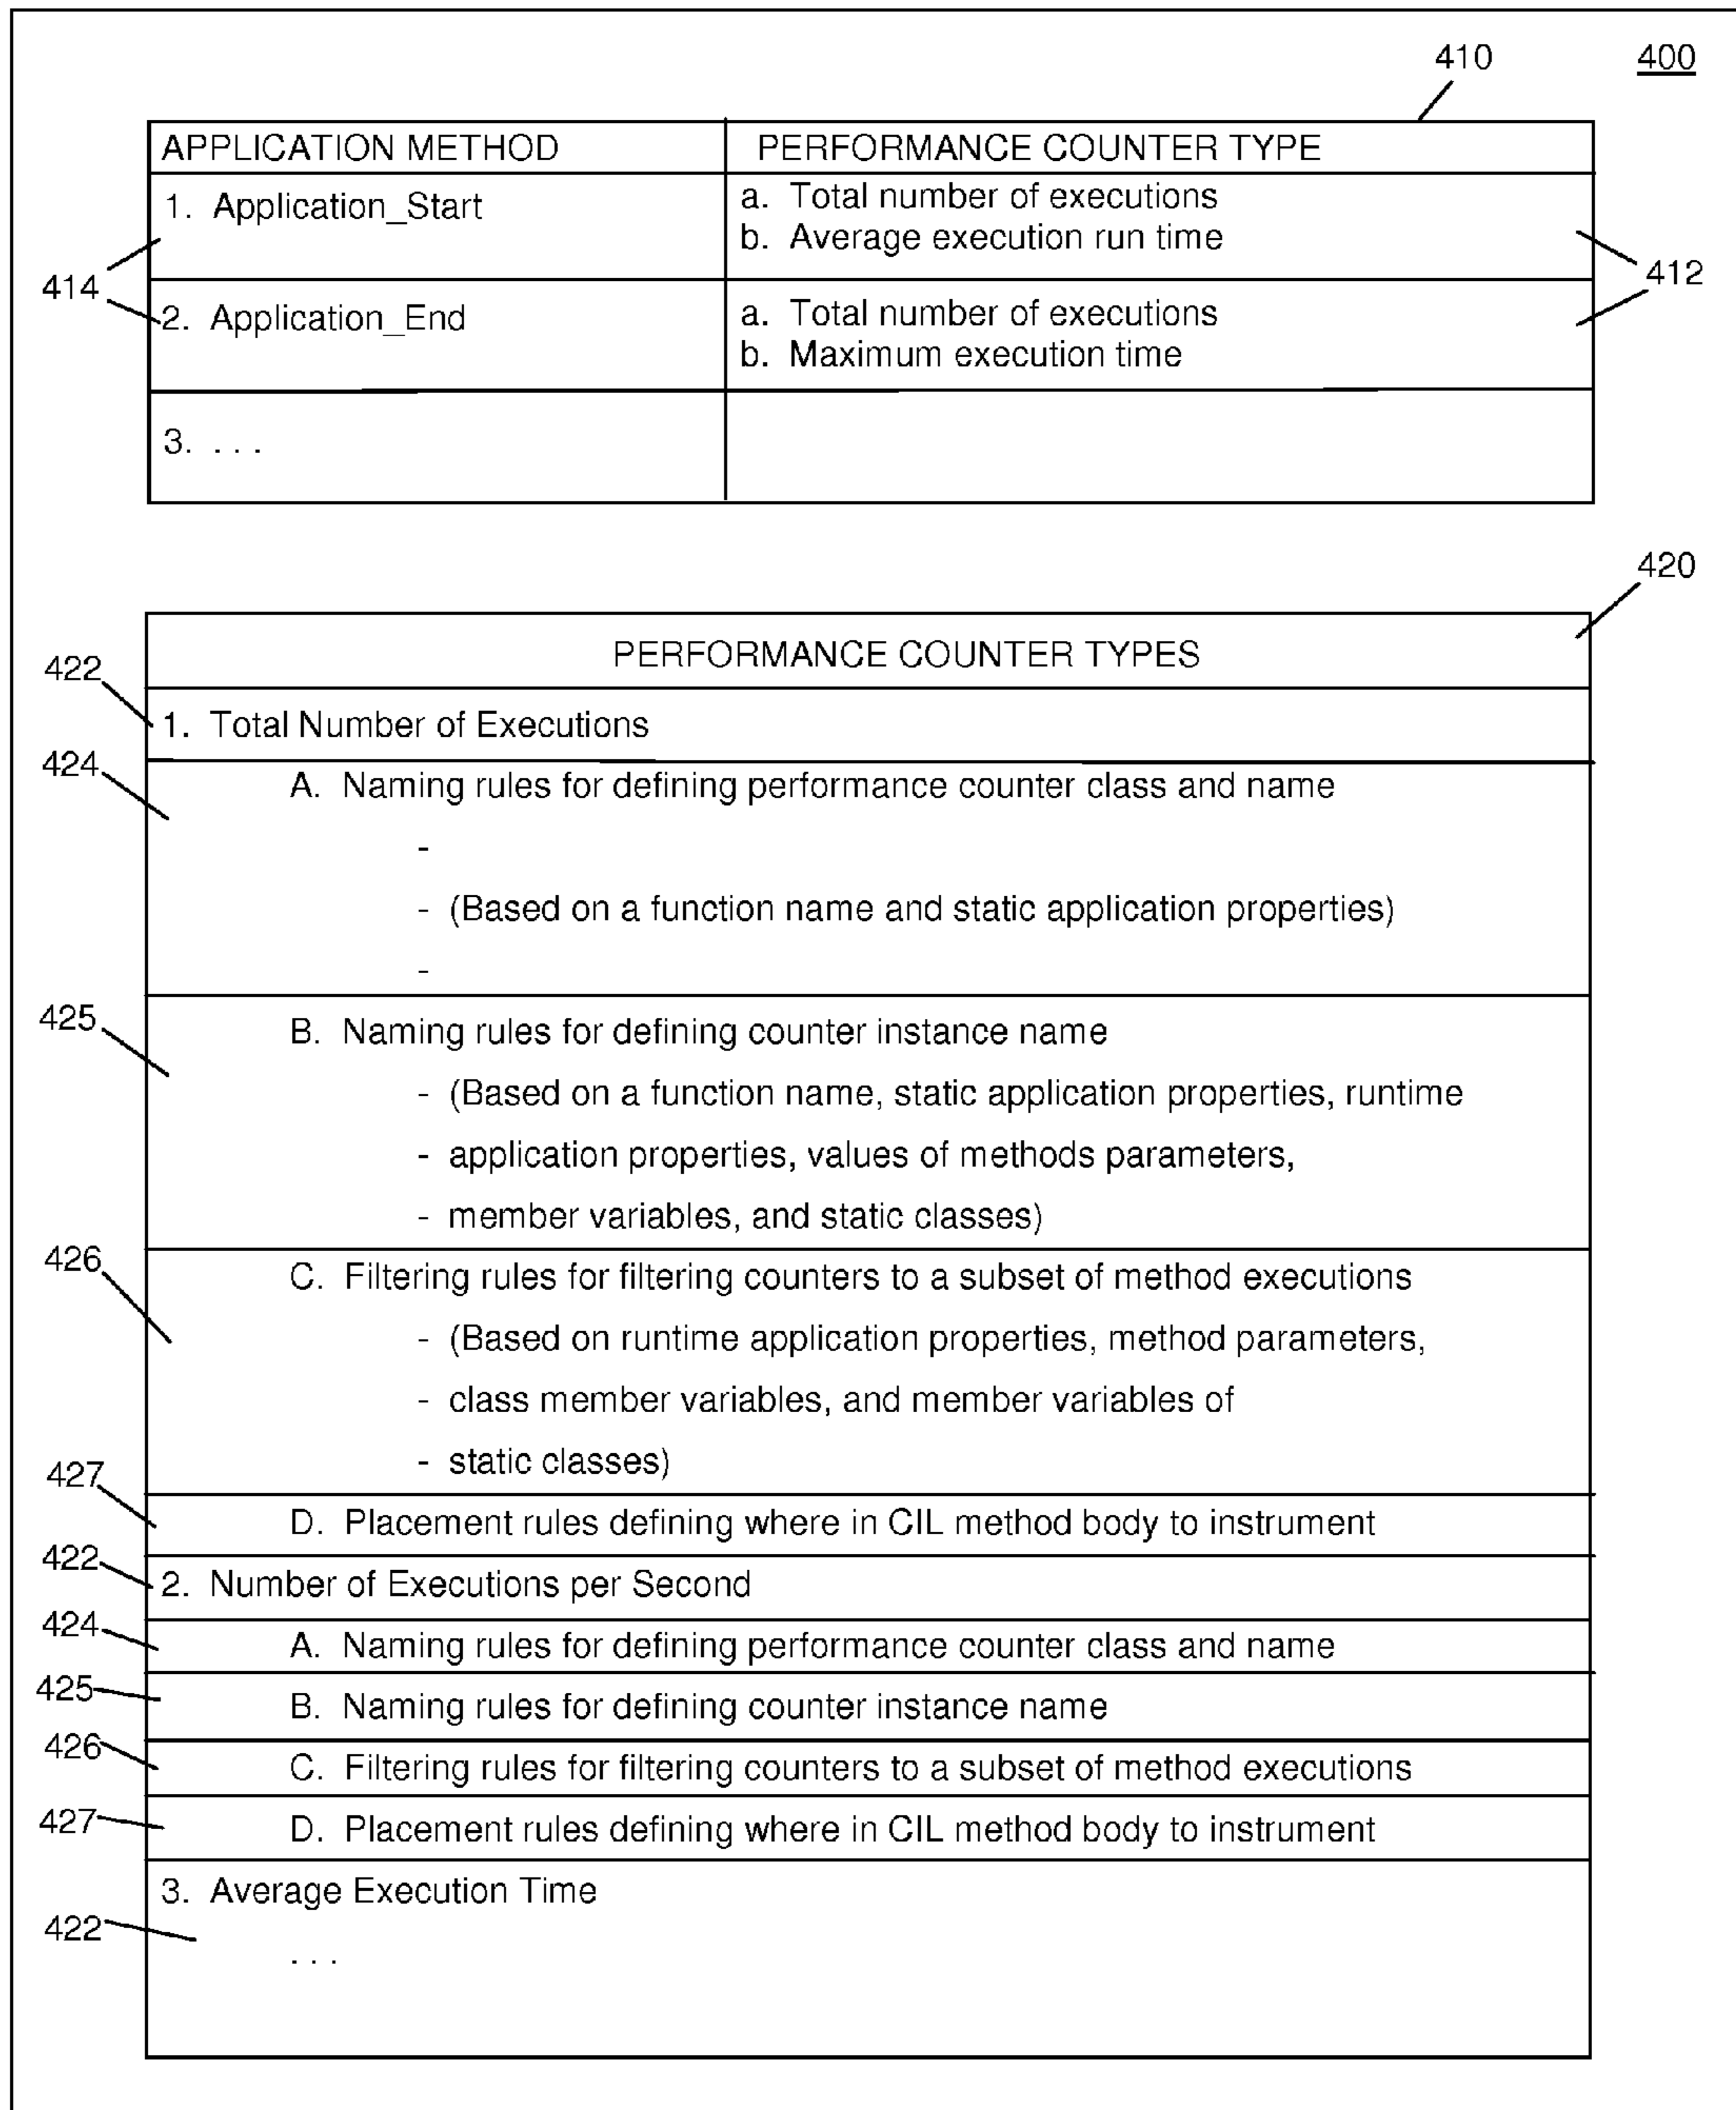 410 400
APPLICATION METHOD PERFORMANCE COUNTER TYPE
1. Application_Start
a. Total number of executions
b. Average execution run time
414 412
2. Application_End
a. Total number of executions
b. Maximum execution time
3. . . .
420
PERFORMANCE COUNTER TYPES
422
1. Total Number of Executions
424
A. Naming rules for defining performance counter class and name
-
- (Based on a function name and static application properties)
-
425
B. Naming rules for defining counter instance name
- (Based on a function name, static application properties, runtime
- application properties, values of methods parameters,
- member variables, and static classes)
426
C. Filtering rules for filtering counters to a subset of method executions
- (Based on runtime application properties, method parameters,
- class member variables, and member variables of
- static classes)
427
D. Placement rules defining where in CIL method body to instrument
422
2. Number of Executions per Second
424
A. Naming rules for defining performance counter class and name
425
B. Naming rules for defining counter instance name
426
C. Filtering rules for filtering counters to a subset of method executions
427
D. Placement rules defining where in CIL method body to instrument
3. Average Execution Time
422
. . .